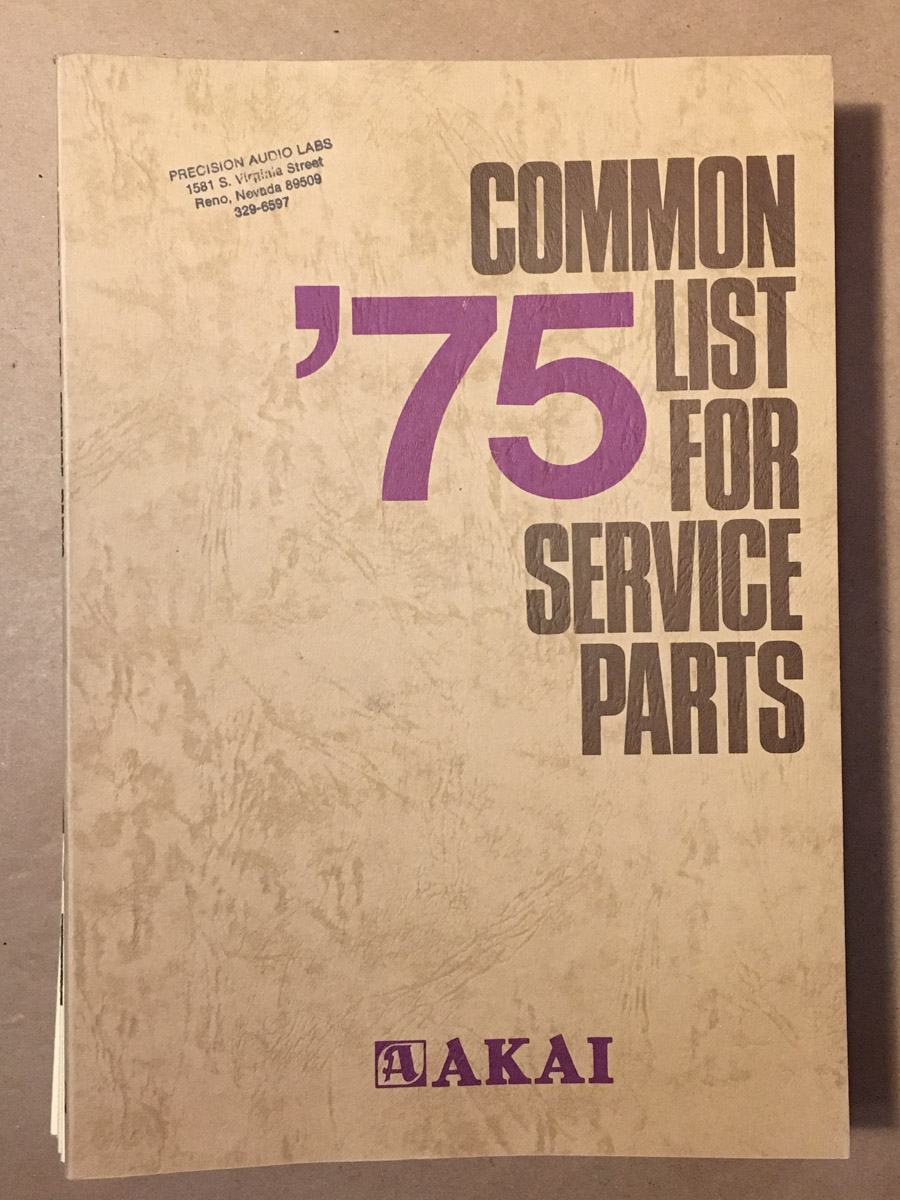 PRECISION AUDIO LABS
1581 S. Virginia Street
Reno, Nevada 89509
329-6597
COMMON
'75 LIST
FOR
SERVICE
PARTS
A AKAI